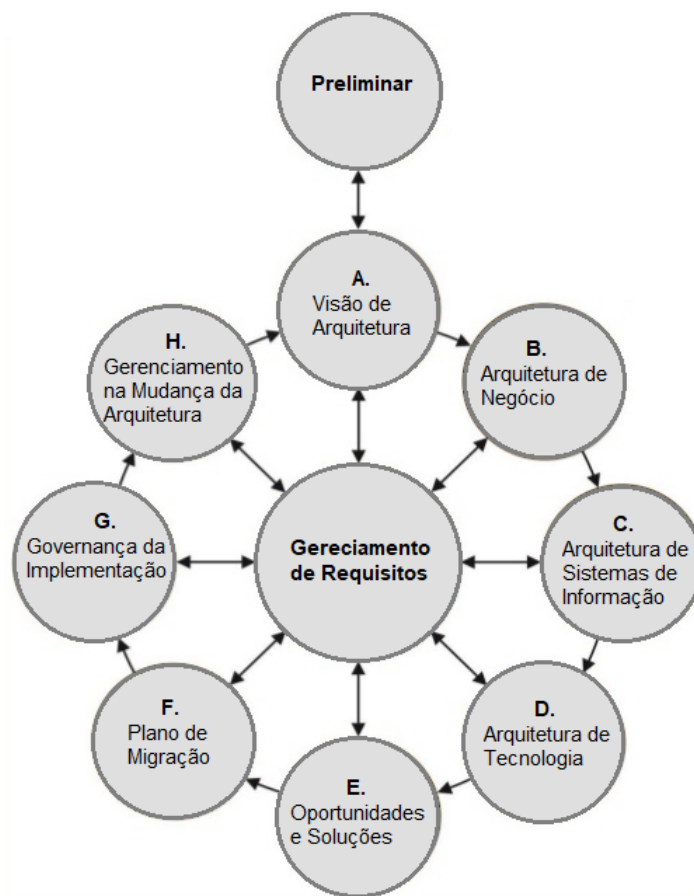 Preliminar
A.
Visão de
Arquitetura
B.
Arquitetura de
Negócio
C.
Arquitetura de
Sistemas de
Informação
D.
Arquitetura de
Tecnologia
E.
Oportunidades
e Soluções
F.
Plano de
Migração
G.
Governança da
Implementação
H.
Gerenciamento
na Mudança da
Arquitetura
Gereciamento
de Requisitos